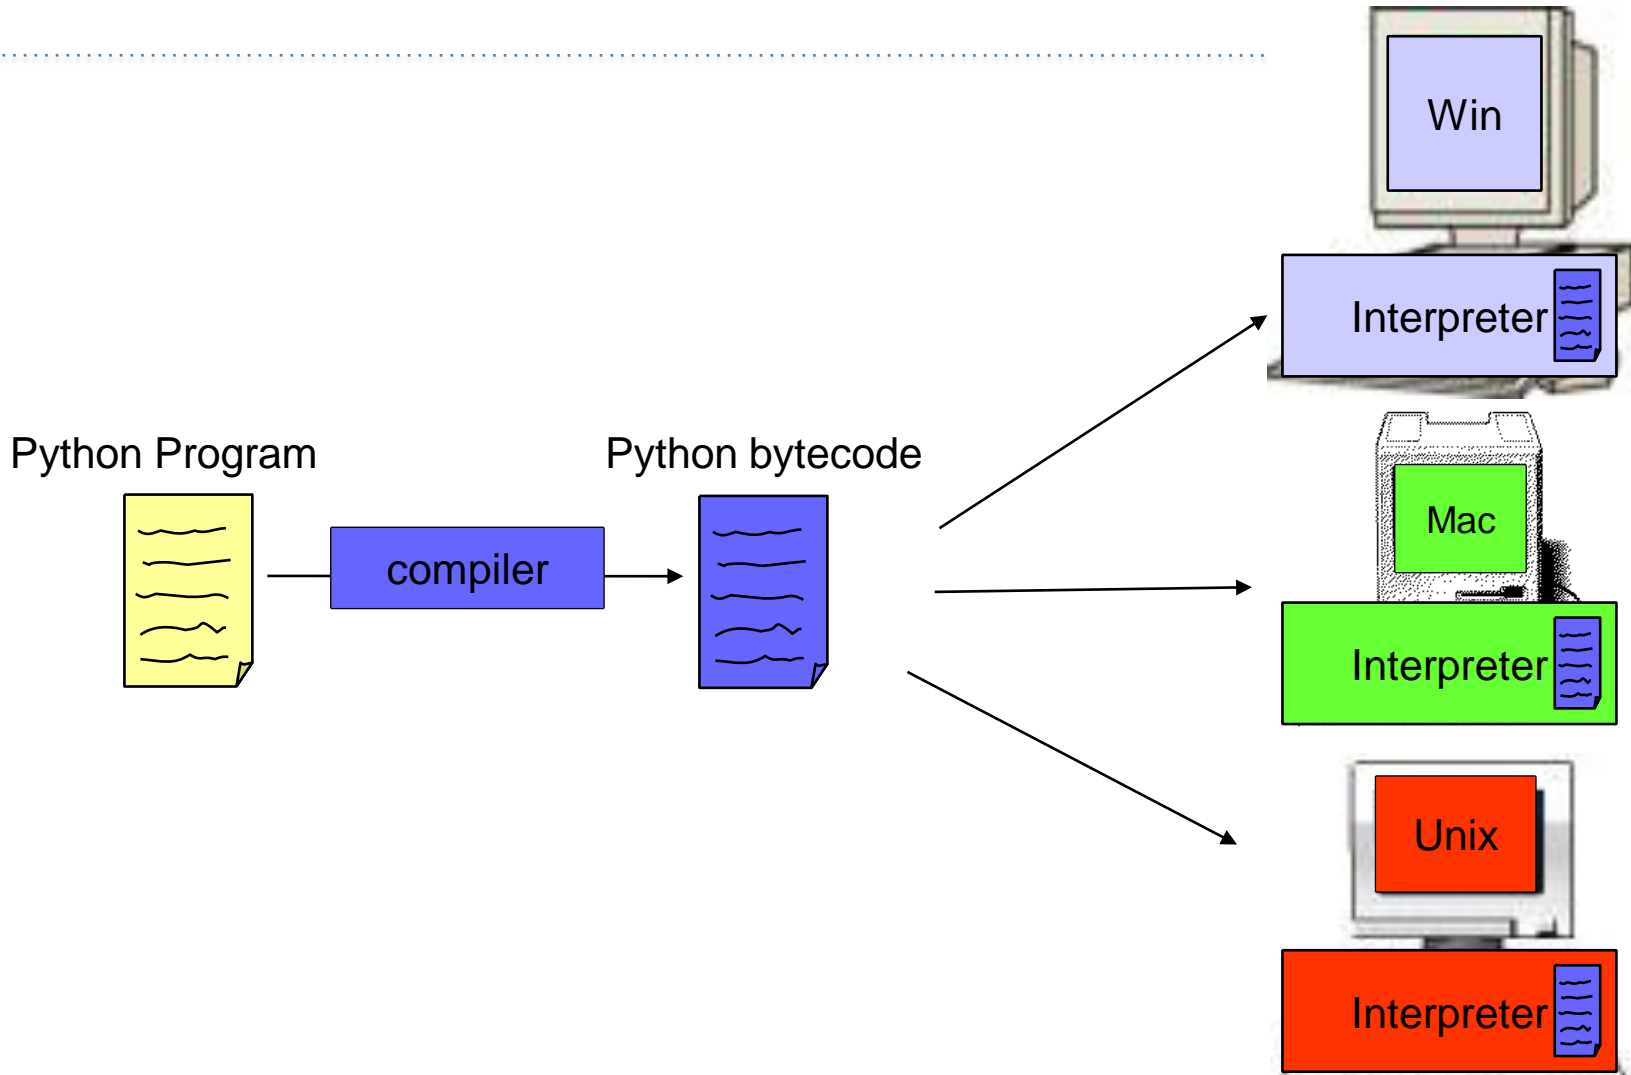 Win
Interpreter
Python Program
Python bytecode
compiler
Mac
Interpreter
Unix
Interpreter